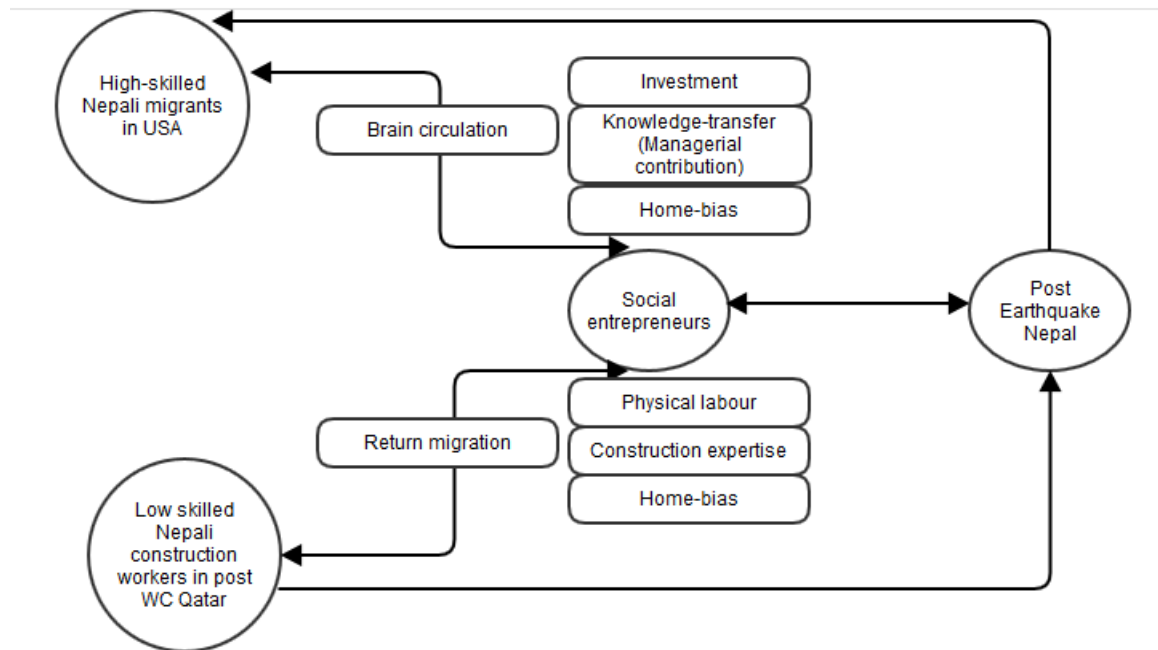 High-skilled
Nepali migrants
in USA
Brain circulation
Investment
Knowledge-transfer
(Managerial
contribution)
Home-bias
Social
entrepreneurs
Post
Earthquake
Nepal
Physical labour
Return migration
Construction expertise
Home-bias
Low skilled
Nepali
construction
workers in post
WC Qatar